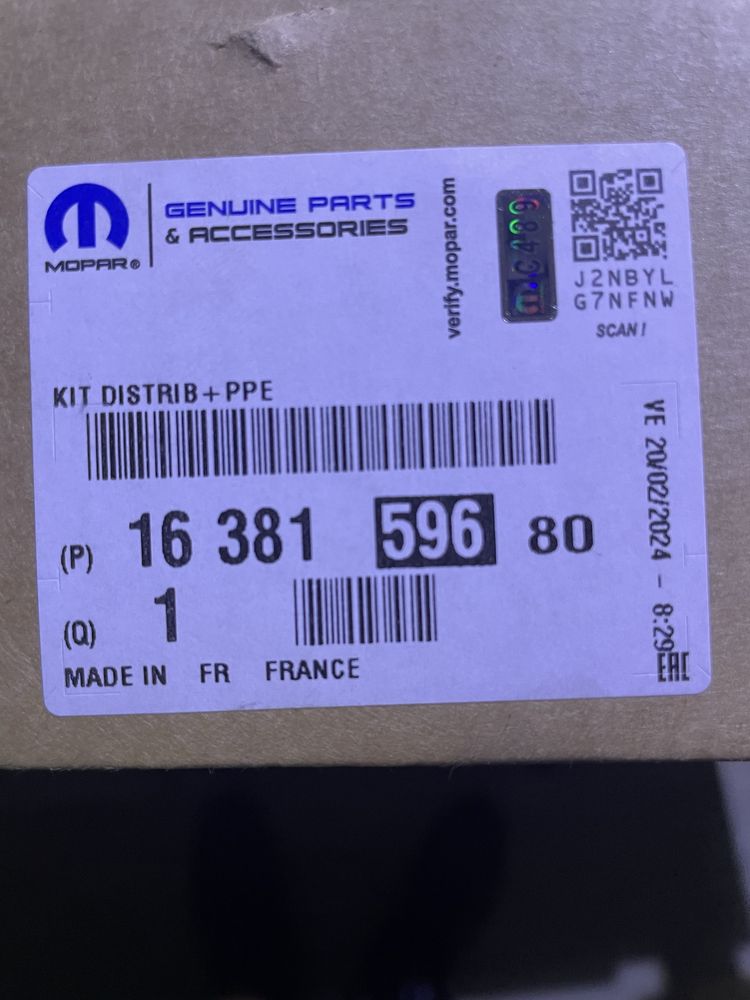 MOPAR®
GENUINE PARTS
& ACCESSORIES
verify.mopar.com
C489
J2NBYL
G7NFNW
SCAN!
KIT DISTRIB+PPE
(P) 16 381 596 80
(Q) 1
MADE IN FR FRANCE
VE 20/02/2024 - 8:29
EAC